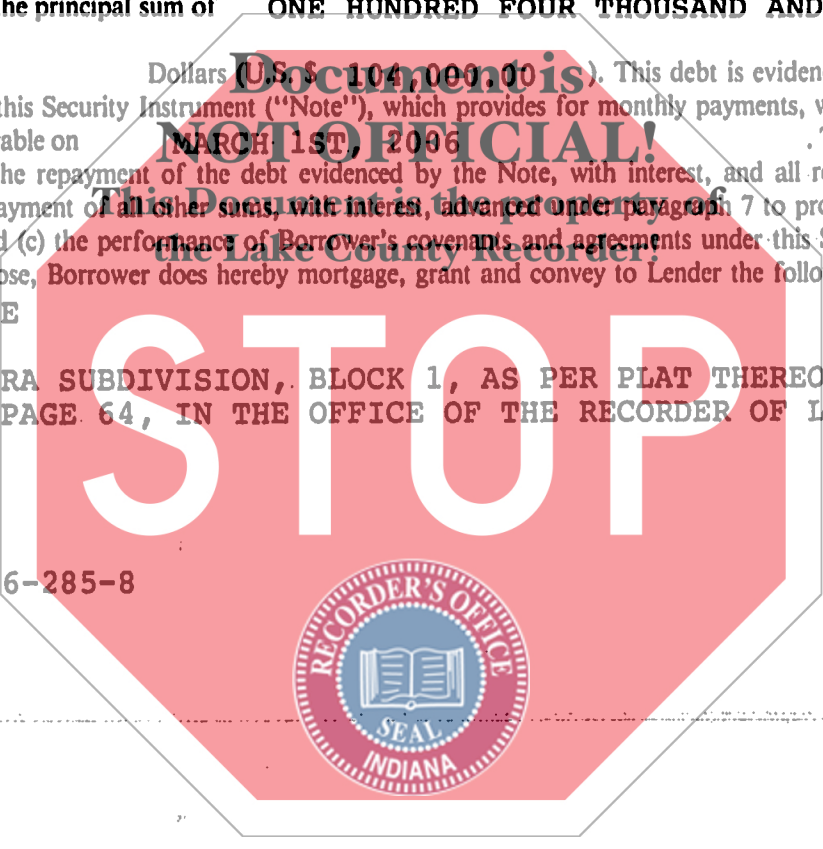 he principal sum of ONE HUNDRED FOUR THOUSAND AND
Document is
Dollars (U.S. $ 104,000.00 ). This debt is eviden
this Security Instrument ("Note"), which provides for monthly payments, w
NOT OFFICIAL!
able on MARCH 1ST, 2006 .
he repayment of the debt evidenced by the Note, with interest, and all r
This Document is the property of
ayment of all other sums, with interest, advanced under paragraph 7 to pro
the Lake County Recorder!
d (c) the performance of Borrower's covenants and agreements under this S
ose, Borrower does hereby mortgage, grant and convey to Lender the follo
E
RA SUBDIVISION, BLOCK 1, AS PER PLAT THEREO
PAGE 64, IN THE OFFICE OF THE RECORDER OF L
STOP
6-285-8
RECORDER'S OFFICE
SEAL
INDIANA